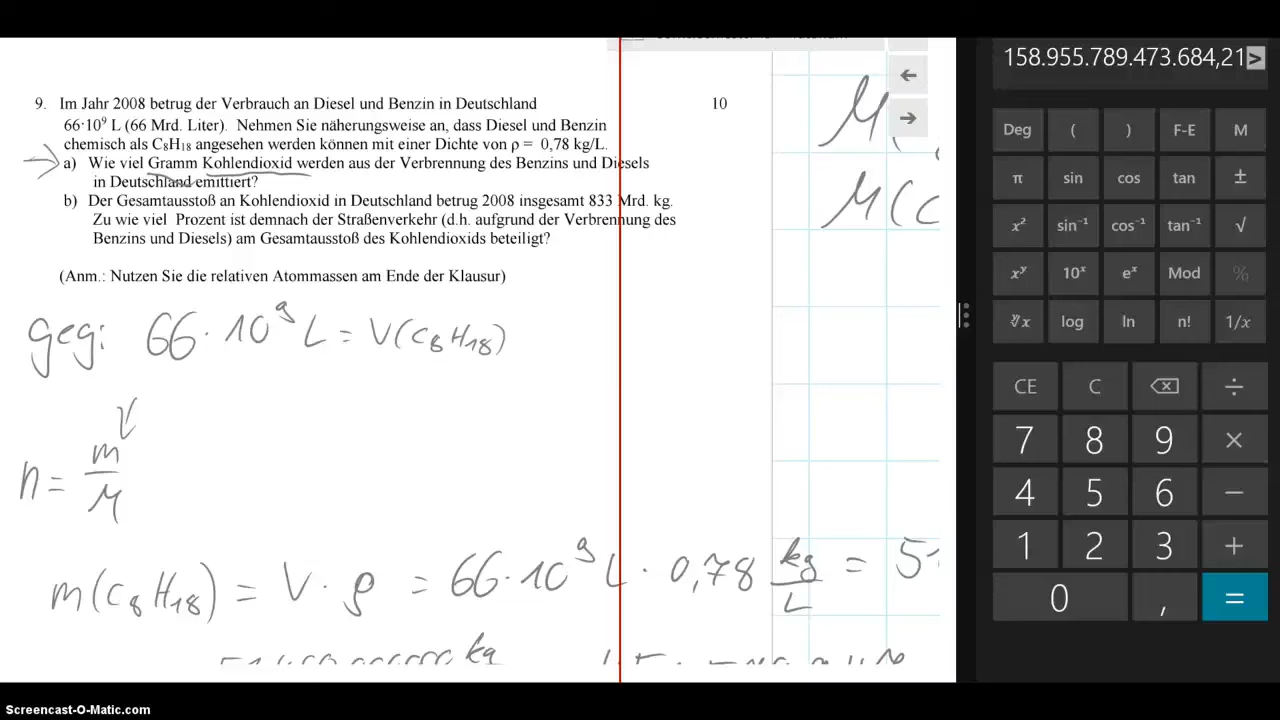 158.955.789.473.684,21
9. Im Jahr 2008 betrug der Verbrauch an Diesel und Benzin in Deutschland 10
66·10⁹ L (66 Mrd. Liter). Nehmen Sie näherungsweise an, dass Diesel und Benzin
chemisch als C₈H₁₈ angesehen werden können mit einer Dichte von ρ = 0,78 kg/L.
a) Wie viel Gramm Kohlendioxid werden aus der Verbrennung des Benzins und Diesels
in Deutschland emittiert?
b) Der Gesamtausstoß an Kohlendioxid in Deutschland betrug 2008 insgesamt 833 Mrd. kg.
Zu wie viel Prozent ist demnach der Straßenverkehr (d.h. aufgrund der Verbrennung des
Benzins und Diesels) am Gesamtausstoß des Kohlendioxids beteiligt?
(Anm.: Nutzen Sie die relativen Atommassen am Ende der Klausur)
M(
M(C
geg: 66·10⁹ L = V(C₈H₁₈)
V
n = m/M
m(C₈H₁₈) = V · ρ = 66·10⁹ L · 0,78 kg/L = 51
kg
Deg ( ) F-E M
π sin cos tan ±
x² sin⁻¹ cos⁻¹ tan⁻¹ √
xʸ 10ˣ eˣ Mod %
ʸ√x log ln n! 1/x
CE C ÷
7 8 9 ×
4 5 6 −
1 2 3 +
0 , =
Screencast-O-Matic.com